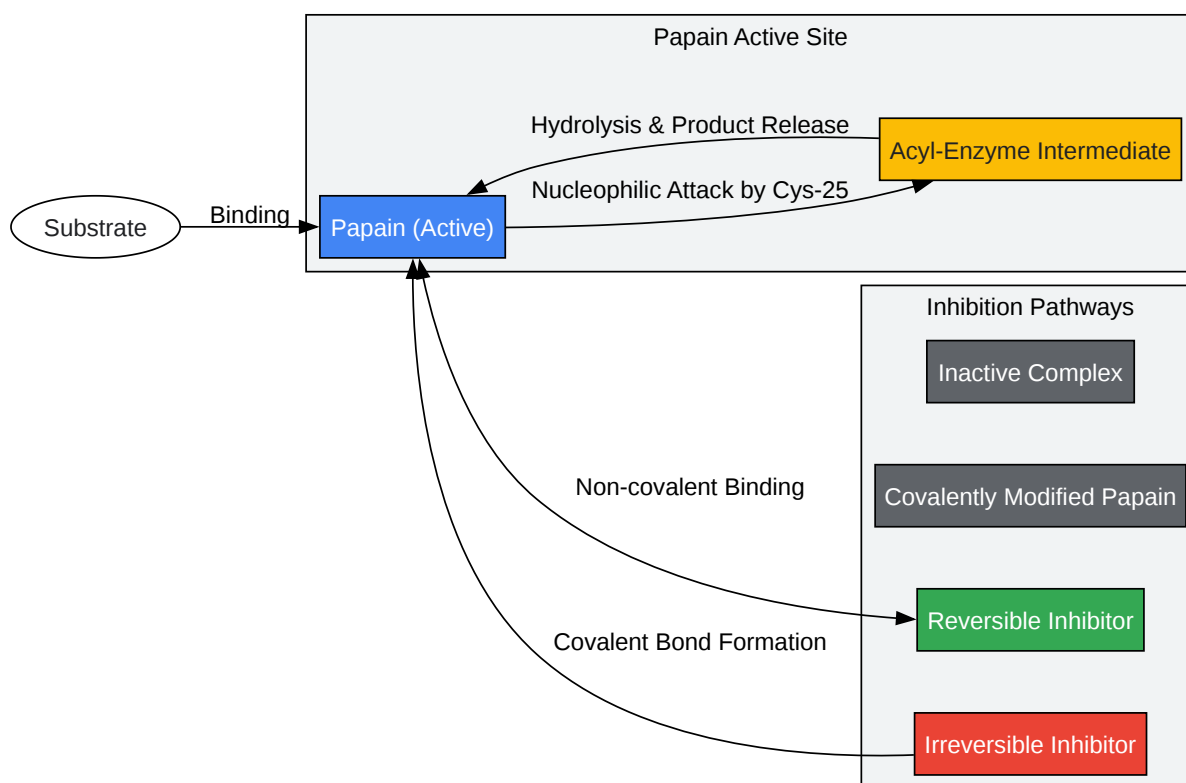 Papain Active Site
Hydrolysis & Product Release
Acyl-Enzyme Intermediate
Nucleophilic Attack by Cys-25
Substrate
Binding
Papain (Active)
Inhibition Pathways
Inactive Complex
Covalently Modified Papain
Non-covalent Binding
Reversible Inhibitor
Covalent Bond Formation
Irreversible Inhibitor